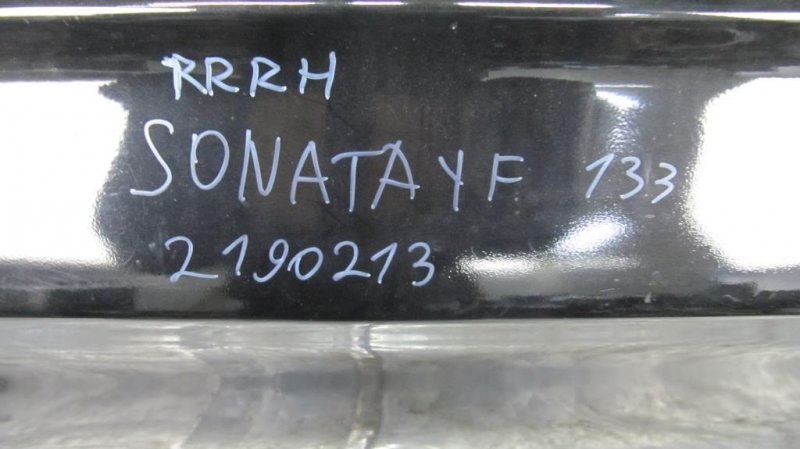 RRRH
SONATA YF 133
2190213